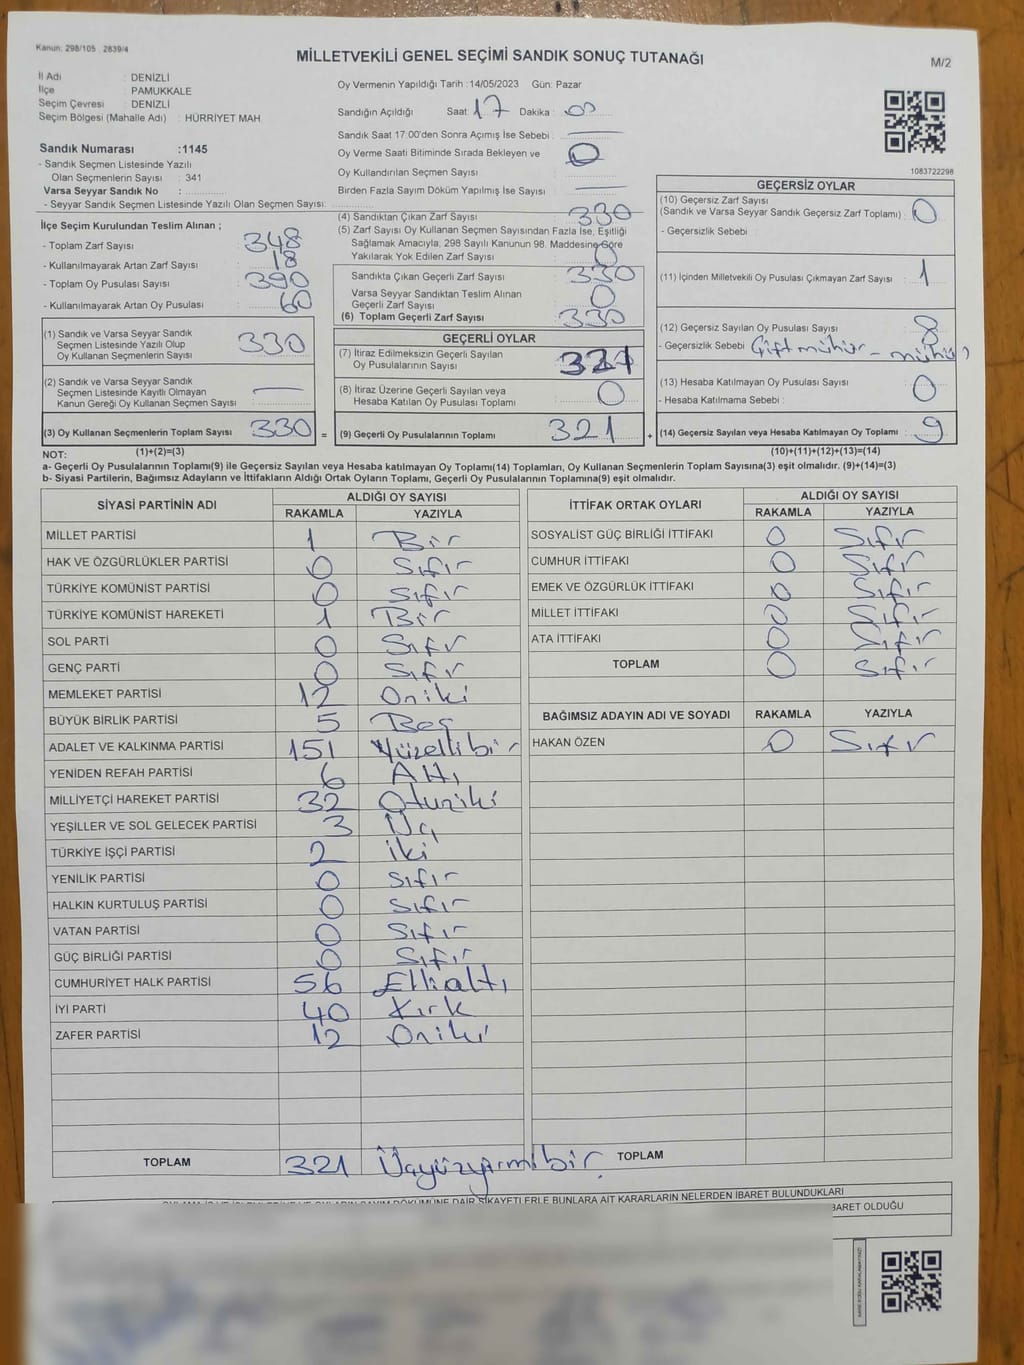 Kanun: 298/105 , 2839/4
MİLLETVEKİLİ GENEL SEÇİMİ SANDIK SONUÇ TUTANAĞI
M/2
İl Adı : DENİZLİ
İlçe : PAMUKKALE
Seçim Çevresi : DENİZLİ
Seçim Bölgesi (Mahalle Adı) : HÜRRİYET MAH.
Sandık Numarası :1145
- Sandık Seçmen Listesinde Yazılı
Olan Seçmenlerin Sayısı : 341
Varsa Seyyar Sandık No :
- Seyyar Sandık Seçmen Listesinde Yazılı Olan Seçmen Sayısı:
Oy Vermenin Yapıldığı Tarih :14/05/2023 Gün: Pazar
Sandığın Açıldığı Saat: 17 Dakika : 00
Sandık Saat 17:00'den Sonra Açımış İse Sebebi :
Oy Verme Saati Bitiminde Sırada Bekleyen ve 0
Oy Kullandırılan Seçmen Sayısı :
Birden Fazla Sayım Döküm Yapılmış İse Sayısı :
1083722298
İlçe Seçim Kurulundan Teslim Alınan ;
- Toplam Zarf Sayısı : 348
- Kullanılmayarak Artan Zarf Sayısı : 18
- Toplam Oy Pusulası Sayısı : 390
- Kullanılmayarak Artan Oy Pusulası : 60
(1) Sandık ve Varsa Seyyar Sandık
Seçmen Listesinde Yazılı Olup
Oy Kullanan Seçmenlerin Sayısı : 330
(2) Sandık ve Varsa Seyyar Sandık
Seçmen Listesinde Kayıtlı Olmayan
Kanun Gereği Oy Kullanan Seçmen Sayısı :
(3) Oy Kullanan Seçmenlerin Toplam Sayısı : 330 =
(1)+(2)=(3)
(4) Sandıktan Çıkan Zarf Sayısı : 330
(5) Zarf Sayısı Oy Kullanan Seçmen Sayısından Fazla İse, Eşitliği
Sağlamak Amacıyla, 298 Sayılı Kanunun 98. Maddesine Göre
Yakılarak Yok Edilen Zarf Sayısı : 0
Sandıkta Çıkan Geçerli Zarf Sayısı : 330
Varsa Seyyar Sandıktan Teslim Alınan
Geçerli Zarf Sayısı : 0
(6) Toplam Geçerli Zarf Sayısı : 330
GEÇERLİ OYLAR
(7) İtiraz Edilmeksizin Geçerli Sayılan
Oy Pusulalarının Sayısı : 321
(8) İtiraz Üzerine Geçerli Sayılan veya
Hesaba Katılan Oy Pusulası Toplamı : 0
(9) Geçerli Oy Pusulalarının Toplamı : 321 +
GEÇERSİZ OYLAR
(10) Geçersiz Zarf Sayısı
(Sandık ve Varsa Seyyar Sandık Geçersiz Zarf Toplamı) : 0
- Geçersizlik Sebebi :
(11) İçinden Milletvekili Oy Pusulası Çıkmayan Zarf Sayısı : 1
(12) Geçersiz Sayılan Oy Pusulası Sayısı : 8
- Geçersizlik Sebebi : Çift mühür - mühür
(13) Hesaba Katılmayan Oy Pusulası Sayısı : 0
- Hesaba Katılmama Sebebi :
(14) Geçersiz Sayılan veya Hesaba Katılmayan Oy Toplamı : 9
(10)+(11)+(12)+(13)=(14)
NOT:
a- Geçerli Oy Pusulalarının Toplamı(9) ile Geçersiz Sayılan veya Hesaba katılmayan Oy Toplamı(14) Toplamları, Oy Kullanan Seçmenlerin Toplam Sayısına(3) eşit olmalıdır. (9)+(14)=(3)
b- Siyasi Partilerin, Bağımsız Adayların ve İttifakların Aldığı Ortak Oyların Toplamı, Geçerli Oy Pusulalarının Toplamına(9) eşit olmalıdır.
SİYASİ PARTİNİN ADI ALDIĞI OY SAYISI
RAKAMLA YAZIYLA
MİLLET PARTİSİ 1 Bir
HAK VE ÖZGÜRLÜKLER PARTİSİ 0 Sıfır
TÜRKİYE KOMÜNİST PARTİSİ 0 Sıfır
TÜRKİYE KOMÜNİST HAREKETİ 1 Bir
SOL PARTİ 0 Sıfır
GENÇ PARTİ 0 Sıfır
MEMLEKET PARTİSİ 12 Oniki
BÜYÜK BİRLİK PARTİSİ 5 Beş
ADALET VE KALKINMA PARTİSİ 151 Yüzellibir
YENİDEN REFAH PARTİSİ 6 Altı
MİLLİYETÇİ HAREKET PARTİSİ 32 Otuziki
YEŞİLLER VE SOL GELECEK PARTİSİ 3 Üç
TÜRKİYE İŞÇİ PARTİSİ 2 iki
YENİLİK PARTİSİ 0 Sıfır
HALKIN KURTULUŞ PARTİSİ 0 Sıfır
VATAN PARTİSİ 0 Sıfır
GÜÇ BİRLİĞİ PARTİSİ 0 Sıfır
CUMHURİYET HALK PARTİSİ 56 Ellialtı
İYİ PARTİ 40 Kırk
ZAFER PARTİSİ 12 Oniki
TOPLAM 321 Üçyüzyirmibir
İTTİFAK ORTAK OYLARI ALDIĞI OY SAYISI
RAKAMLA YAZIYLA
SOSYALİST GÜÇ BİRLİĞİ İTTİFAKI 0 Sıfır
CUMHUR İTTİFAKI 0 Sıfır
EMEK VE ÖZGÜRLÜK İTTİFAKI 0 Sıfır
MİLLET İTTİFAKI 0 Sıfır
ATA İTTİFAKI 0 Sıfır
TOPLAM 0 Sıfır
BAĞIMSIZ ADAYIN ADI VE SOYADI RAKAMLA YAZIYLA
HAKAN ÖZEN 0 Sıfır
TOPLAM
DÖKÜMÜNE DAİR ŞİKAYETLERLE BUNLARA AİT KARARLARIN NELERDEN İBARET BULUNDUKLARI
BARET OLDUĞU